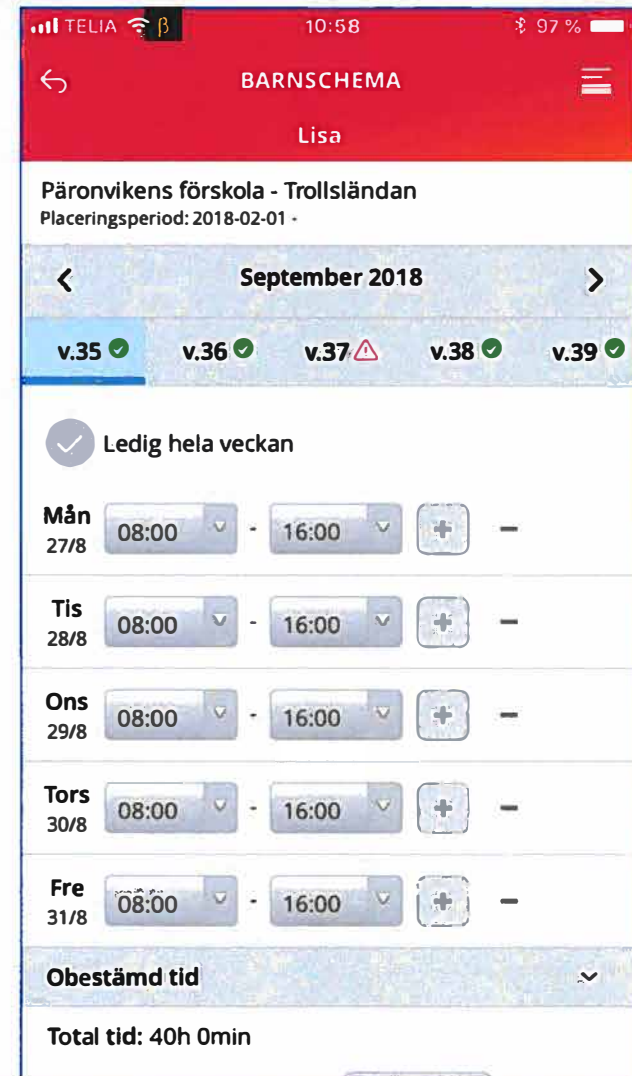 TELIA β 10:58 97 %
BARNSCHEMA
Lisa
Päronvikens förskola - Trollsländan
Placeringsperiod: 2018-02-01 -
September 2018
v.35 v.36 v.37 v.38 v.39
Ledig hela veckan
Mån 08:00 - 16:00 + –
27/8
Tis 08:00 - 16:00 + –
28/8
Ons 08:00 - 16:00 + –
29/8
Tors 08:00 - 16:00 + –
30/8
Fre 08:00 - 16:00 + –
31/8
Obestämd tid
Total tid: 40h 0min